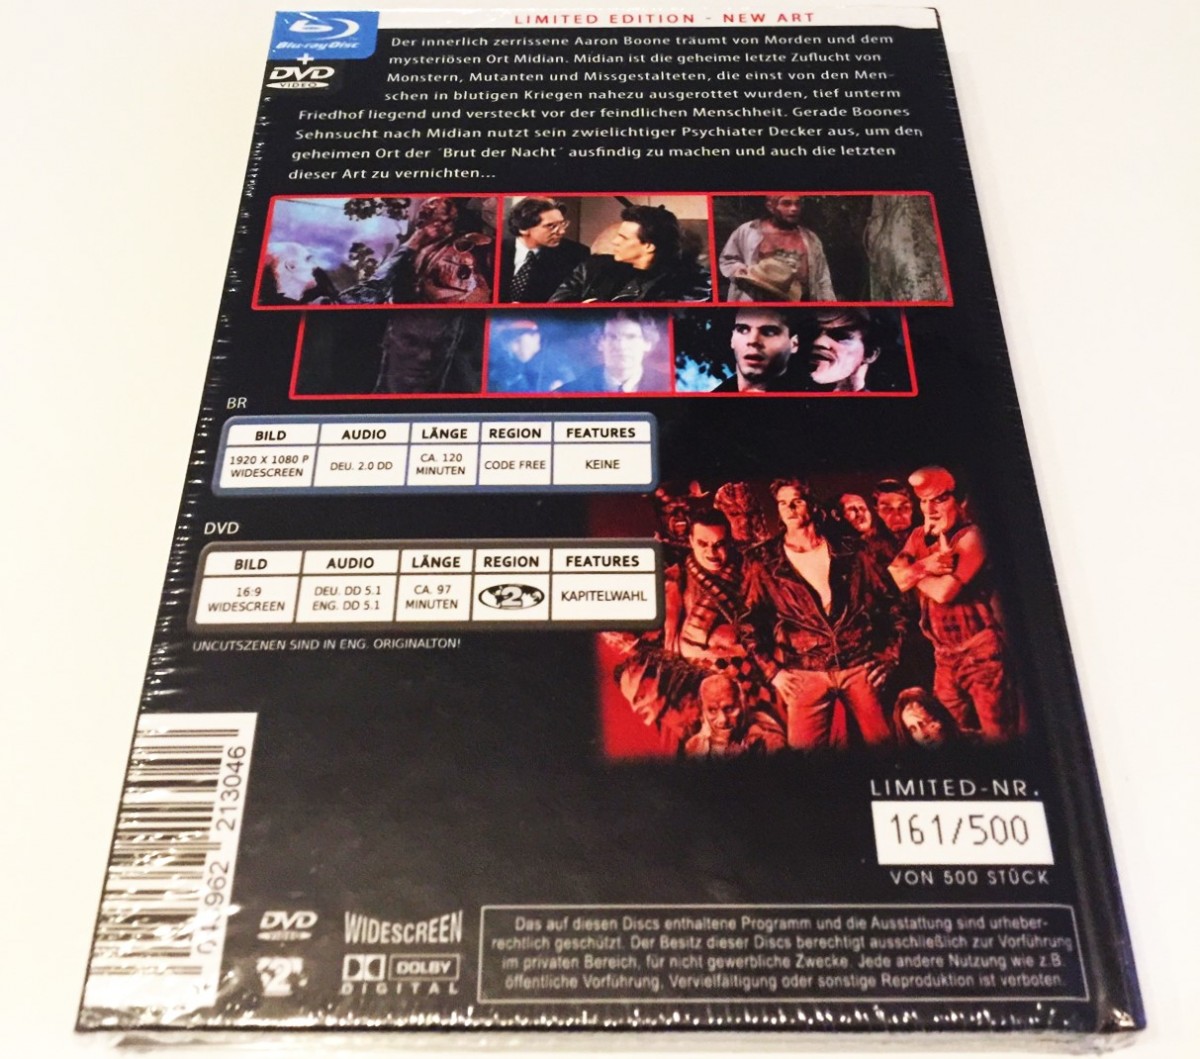 LIMITED EDITION - NEW ART
Blu-ray Disc
+
DVD
VIDEO
Der innerlich zerrissene Aaron Boone träumt von Morden und dem
mysteriösen Ort Midian. Midian ist die geheime letzte Zuflucht von
Monstern, Mutanten und Missgestalteten, die einst von den Men-
schen in blutigen Kriegen nahezu ausgerottet wurden, tief unterm
Friedhof liegend und versteckt vor der feindlichen Menschheit. Gerade Boones
Sehnsucht nach Midian nutzt sein zwielichtiger Psychiater Decker aus, um den
geheimen Ort der ´Brut der Nacht´ ausfindig zu machen und auch die letzten
dieser Art zu vernichten...
BR
BILD AUDIO LÄNGE REGION FEATURES
1920 X 1080 P WIDESCREEN DEU. 2.0 DD CA. 120 MINUTEN CODE FREE KEINE
DVD
BILD AUDIO LÄNGE REGION FEATURES
16:9 WIDESCREEN DEU. DD 5.1 ENG. DD 5.1 CA. 97 MINUTEN 2 KAPITELWAHL
UNCUTSZENEN SIND IN ENG. ORIGINALTON!
213046
LIMITED-NR.
161/500
VON 500 STÜCK
DVD
VIDEO
2
WIDESCREEN
DOLBY
DIGITAL
Das auf diesen Discs enthaltene Programm und die Ausstattung sind urheber-
rechtlich geschützt. Der Besitz dieser Discs berechtigt ausschließlich zur Vorführung
im privaten Bereich, für nicht gewerbliche Zwecke. Jede andere Nutzung wie z.B.
öffentliche Vorführung, Vervielfältigung oder sonstige Reproduktion ist verboten.